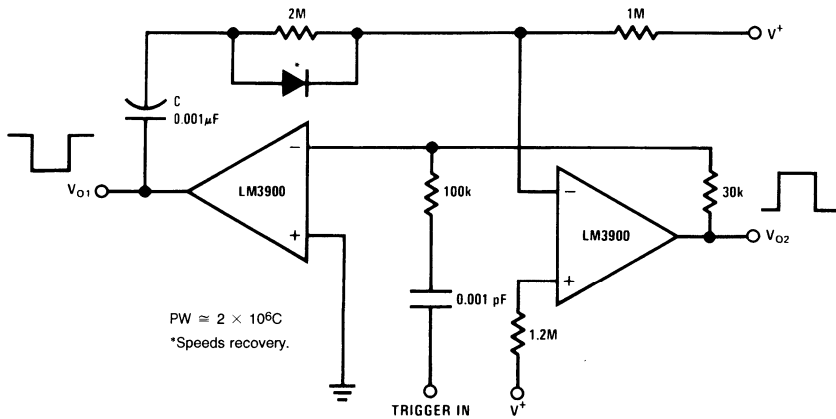 2M
1M
V+
*
C
0.001μF
−
LM3900
+
VO1
100k
30k
−
LM3900
+
VO2
0.001 pF
1.2M
PW ≃ 2 × 10⁶C
*Speeds recovery.
TRIGGER IN
V+